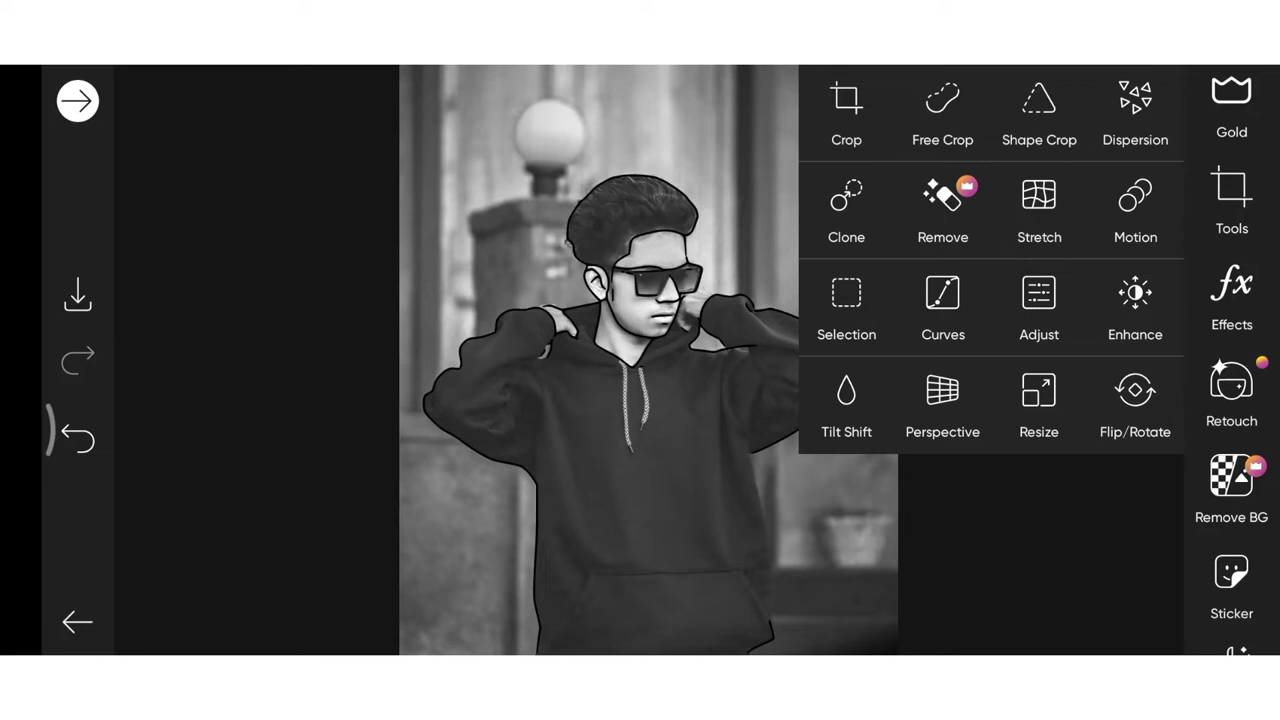 Crop Free Crop Shape Crop Dispersion
Clone Remove Stretch Motion
Selection Curves Adjust Enhance
Tilt Shift Perspective Resize Flip/Rotate
Gold
Tools
fx
Effects
Retouch
Remove BG
Sticker